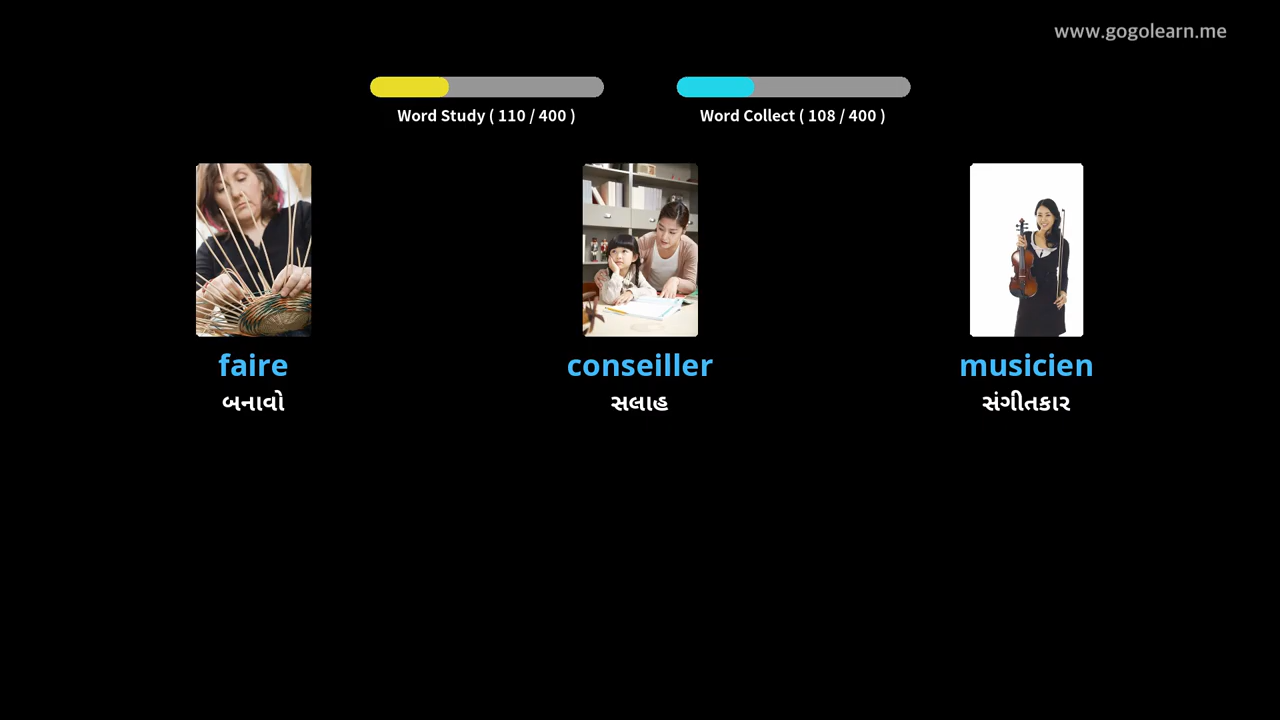 www.gogolearn.me
Word Study ( 110 / 400 )
Word Collect ( 108 / 400 )
faire
બનાવો
conseiller
સલાહ
musicien
સંગીતકાર